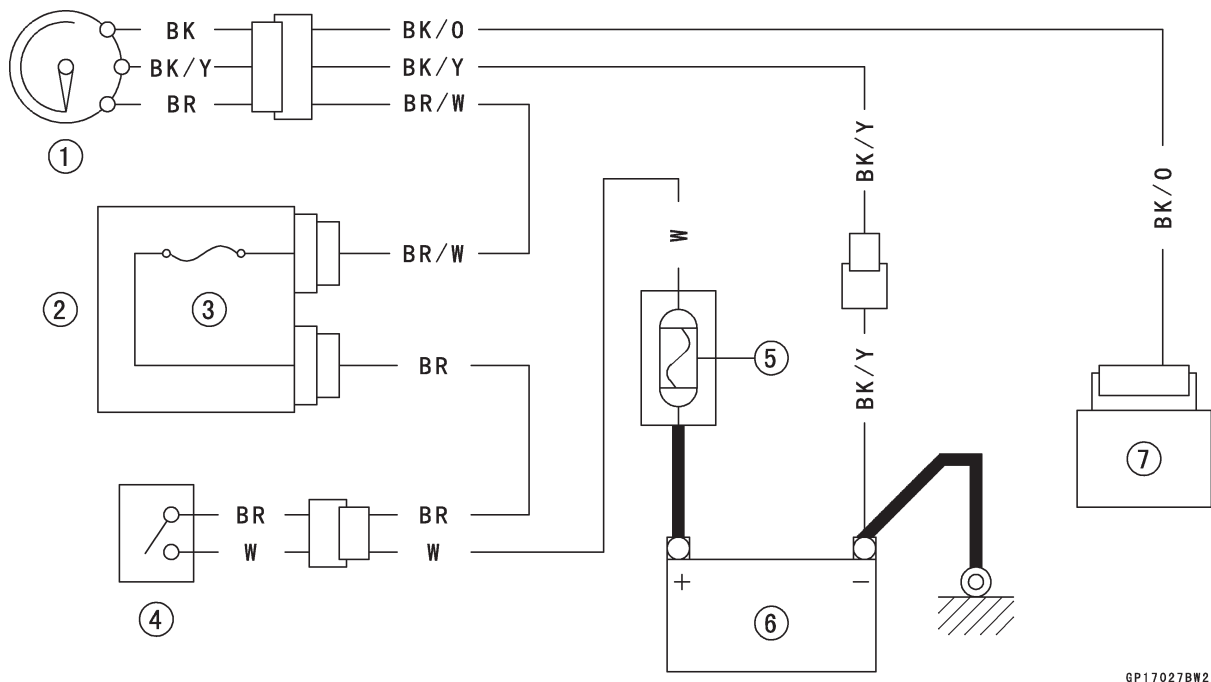 BK BK/O
BK/Y BK/Y
BR BR/W
1
BK/Y
BK/O
W
BR/W
2
3
5
BR
BK/Y
7
BR BR
W W
4
+
−
6
GP17027BW2